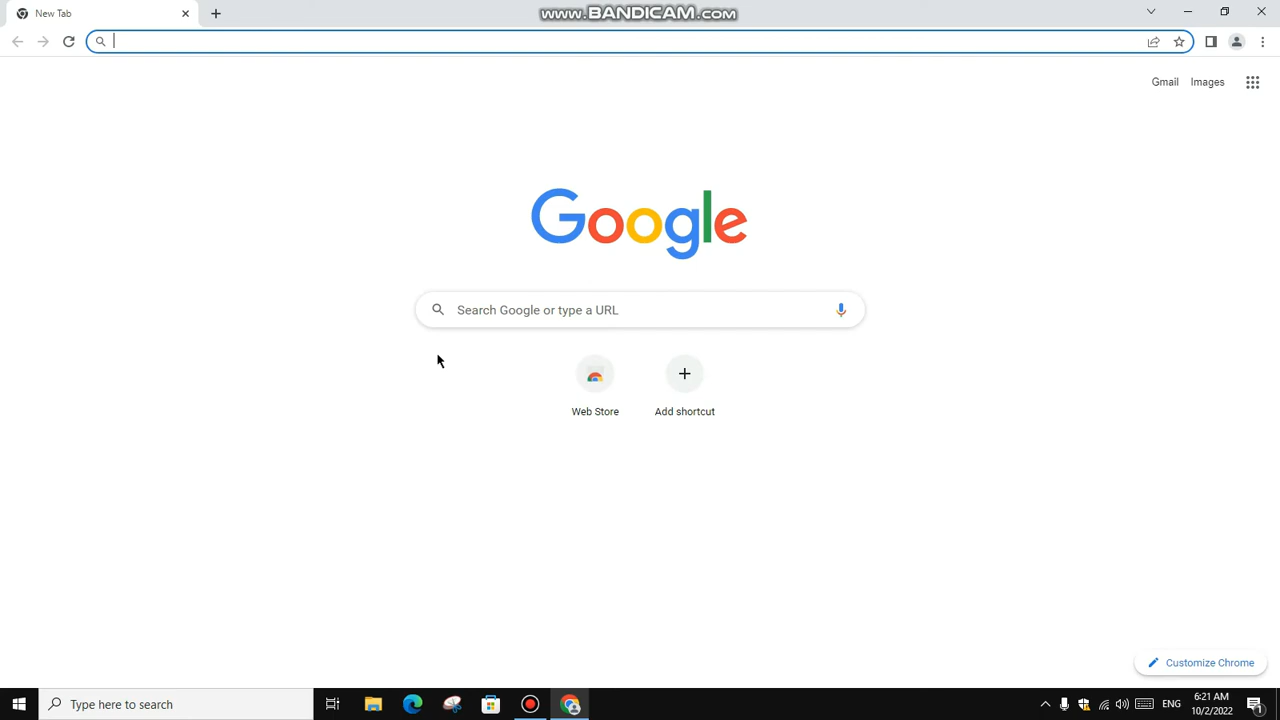 New Tab
www.BANDICAM.com
Gmail Images
Google
Search Google or type a URL
Web Store
Add shortcut
Customize Chrome
Type here to search
ENG
6:21 AM
10/2/2022
1